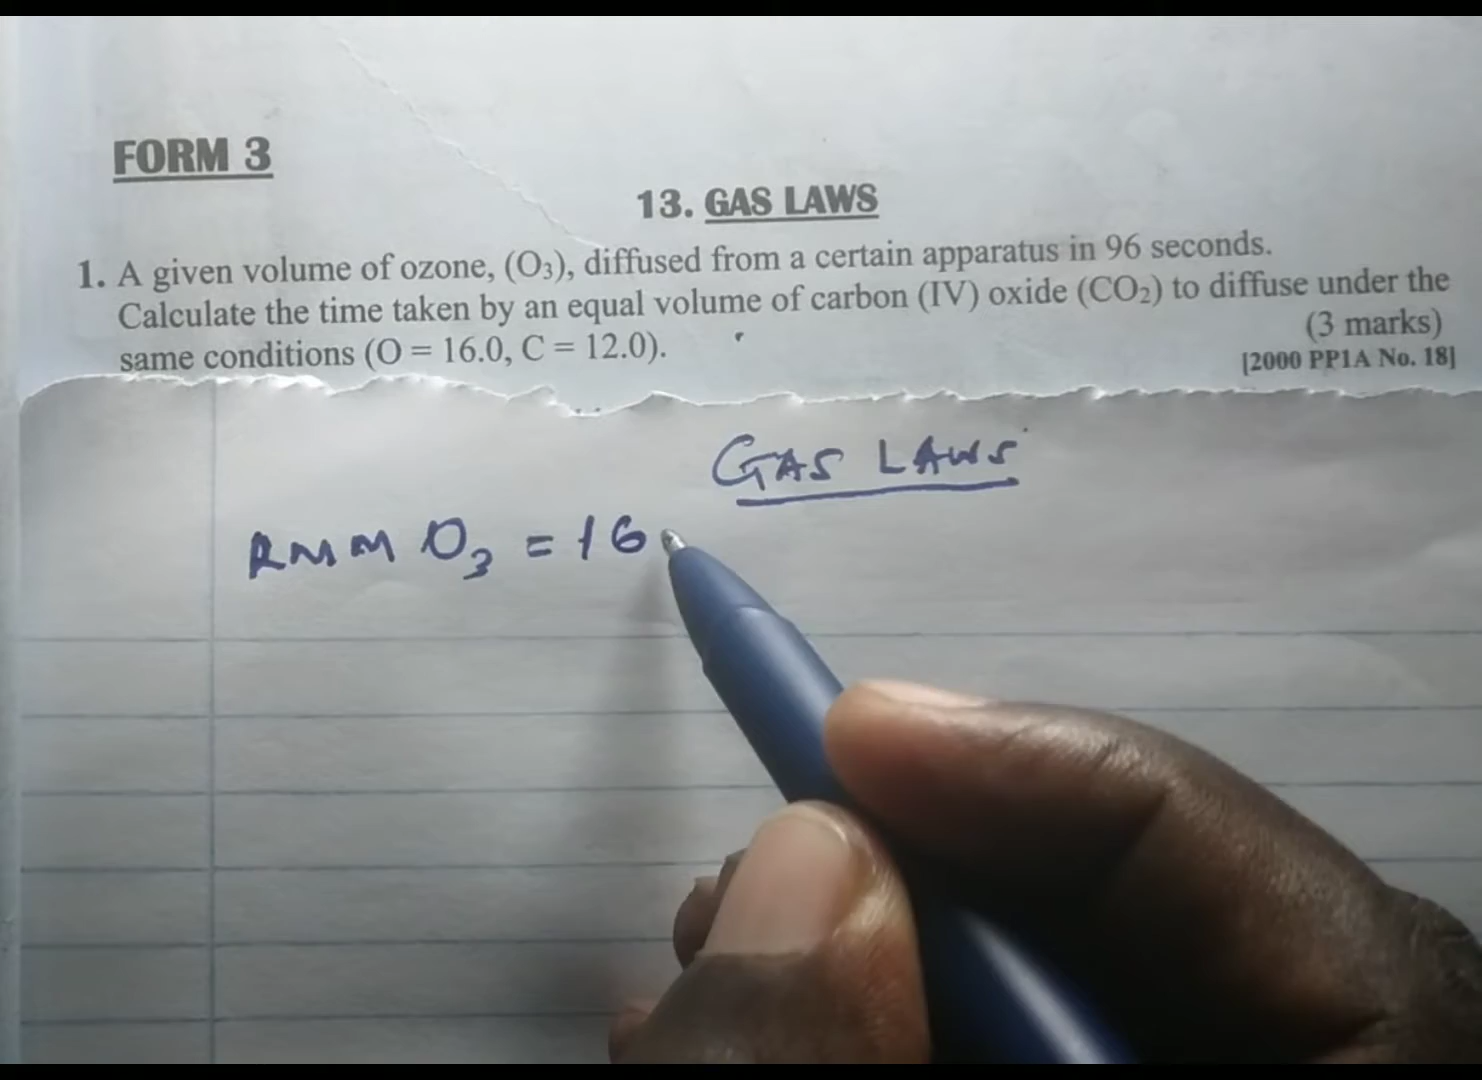 FORM 3
13. GAS LAWS
1. A given volume of ozone, (O₃), diffused from a certain apparatus in 96 seconds.
Calculate the time taken by an equal volume of carbon (IV) oxide (CO₂) to diffuse under the
same conditions (O = 16.0, C = 12.0).
(3 marks)
[2000 PP1A No. 18]
GAS LAWS
RMM O₃ = 16